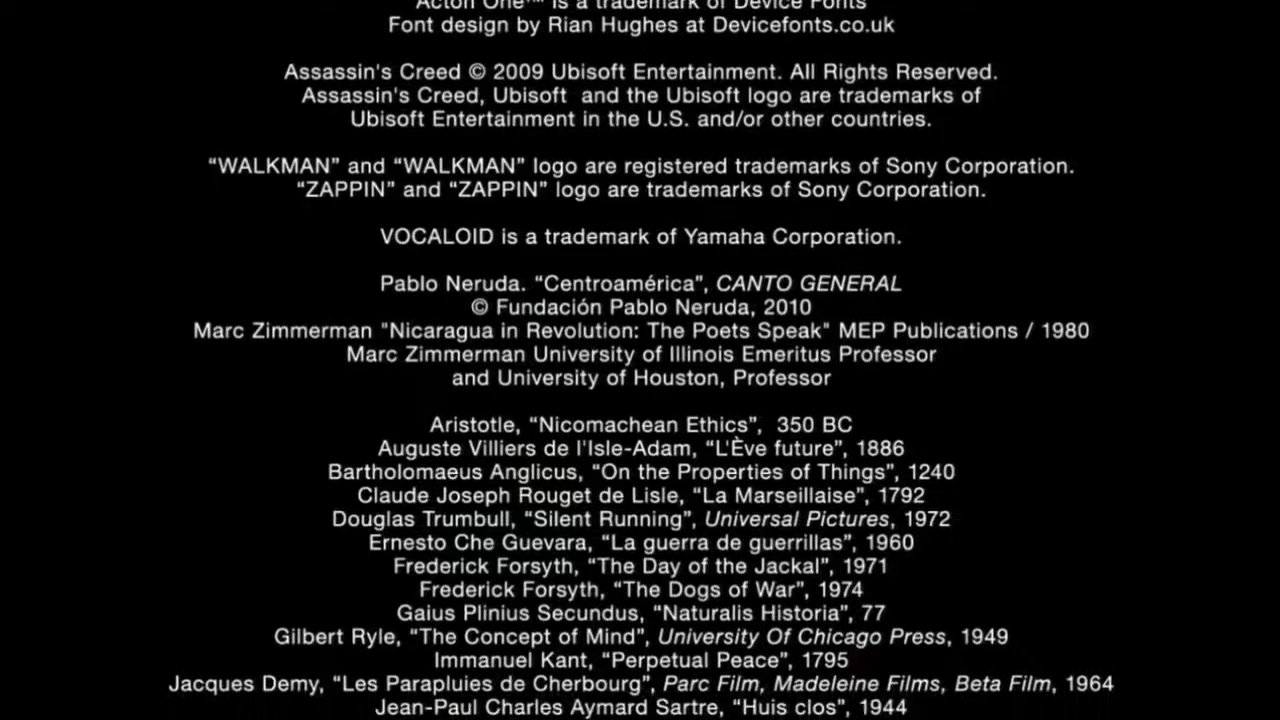 Acton One™ is a trademark of Device Fonts
Font design by Rian Hughes at Devicefonts.co.uk
Assassin's Creed © 2009 Ubisoft Entertainment. All Rights Reserved.
Assassin's Creed, Ubisoft  and the Ubisoft logo are trademarks of
Ubisoft Entertainment in the U.S. and/or other countries.
“WALKMAN” and “WALKMAN” logo are registered trademarks of Sony Corporation.
“ZAPPIN” and “ZAPPIN” logo are trademarks of Sony Corporation.
VOCALOID is a trademark of Yamaha Corporation.
Pablo Neruda. “Centroamérica”, CANTO GENERAL
© Fundación Pablo Neruda, 2010
Marc Zimmerman "Nicaragua in Revolution: The Poets Speak" MEP Publications / 1980
Marc Zimmerman University of Illinois Emeritus Professor
and University of Houston, Professor
Aristotle, “Nicomachean Ethics”,  350 BC
Auguste Villiers de l'Isle-Adam, “L'Ève future”, 1886
Bartholomaeus Anglicus, “On the Properties of Things”, 1240
Claude Joseph Rouget de Lisle, “La Marseillaise”, 1792
Douglas Trumbull, “Silent Running”, Universal Pictures, 1972
Ernesto Che Guevara, “La guerra de guerrillas”, 1960
Frederick Forsyth, “The Day of the Jackal”, 1971
Frederick Forsyth, “The Dogs of War”, 1974
Gaius Plinius Secundus, “Naturalis Historia”, 77
Gilbert Ryle, “The Concept of Mind”, University Of Chicago Press, 1949
Immanuel Kant, “Perpetual Peace”, 1795
Jacques Demy, “Les Parapluies de Cherbourg”, Parc Film, Madeleine Films, Beta Film, 1964
Jean-Paul Charles Aymard Sartre, “Huis clos”, 1944